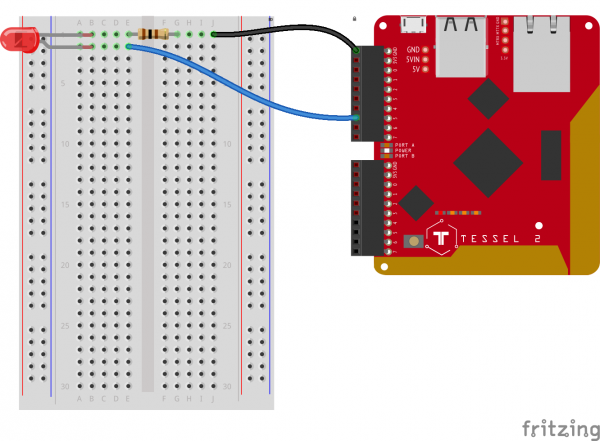 A B C D E F G H I J
GND
5VIN
5V
5 5
10 10
PORT A
POWER
PORT B
15 15
TESSEL 2
20 20
25 25
30 30
A B C D E F G H I J
fritzing